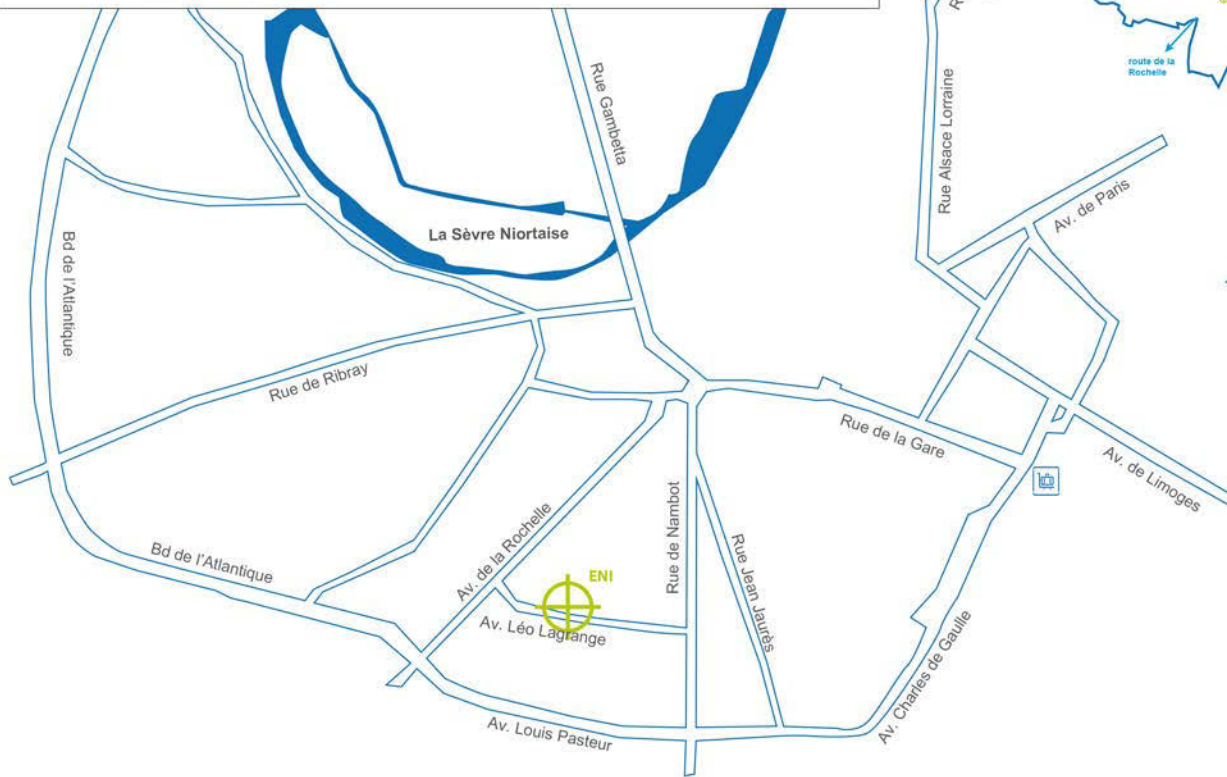 route de la
Rochelle
Rue Gambetta
Rue Alsace Lorraine
Av. de Paris
La Sèvre Niortaise
Bd de l'Atlantique
Rue de Ribray
Rue de la Gare
Av. de Limoges
Av. de la Rochelle
Rue de Nambot
Bd de l'Atlantique
Rue Jean Jaurès
ENI
Av. Léo Lagrange
Av. Charles de Gaulle
Av. Louis Pasteur